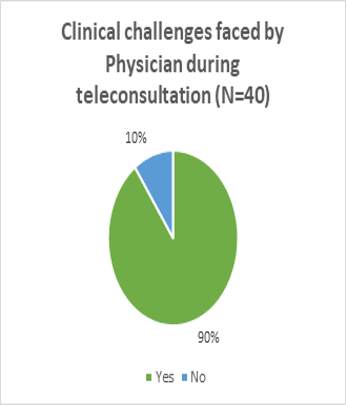 Clinical challenges faced by
Physician during
teleconsultation (N=40)
10%
90%
Yes No